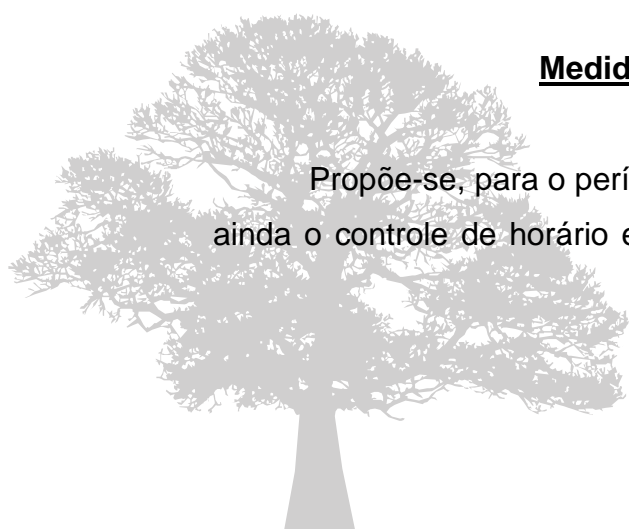 Medid
Propõe-se, para o perí
ainda o controle de horário e